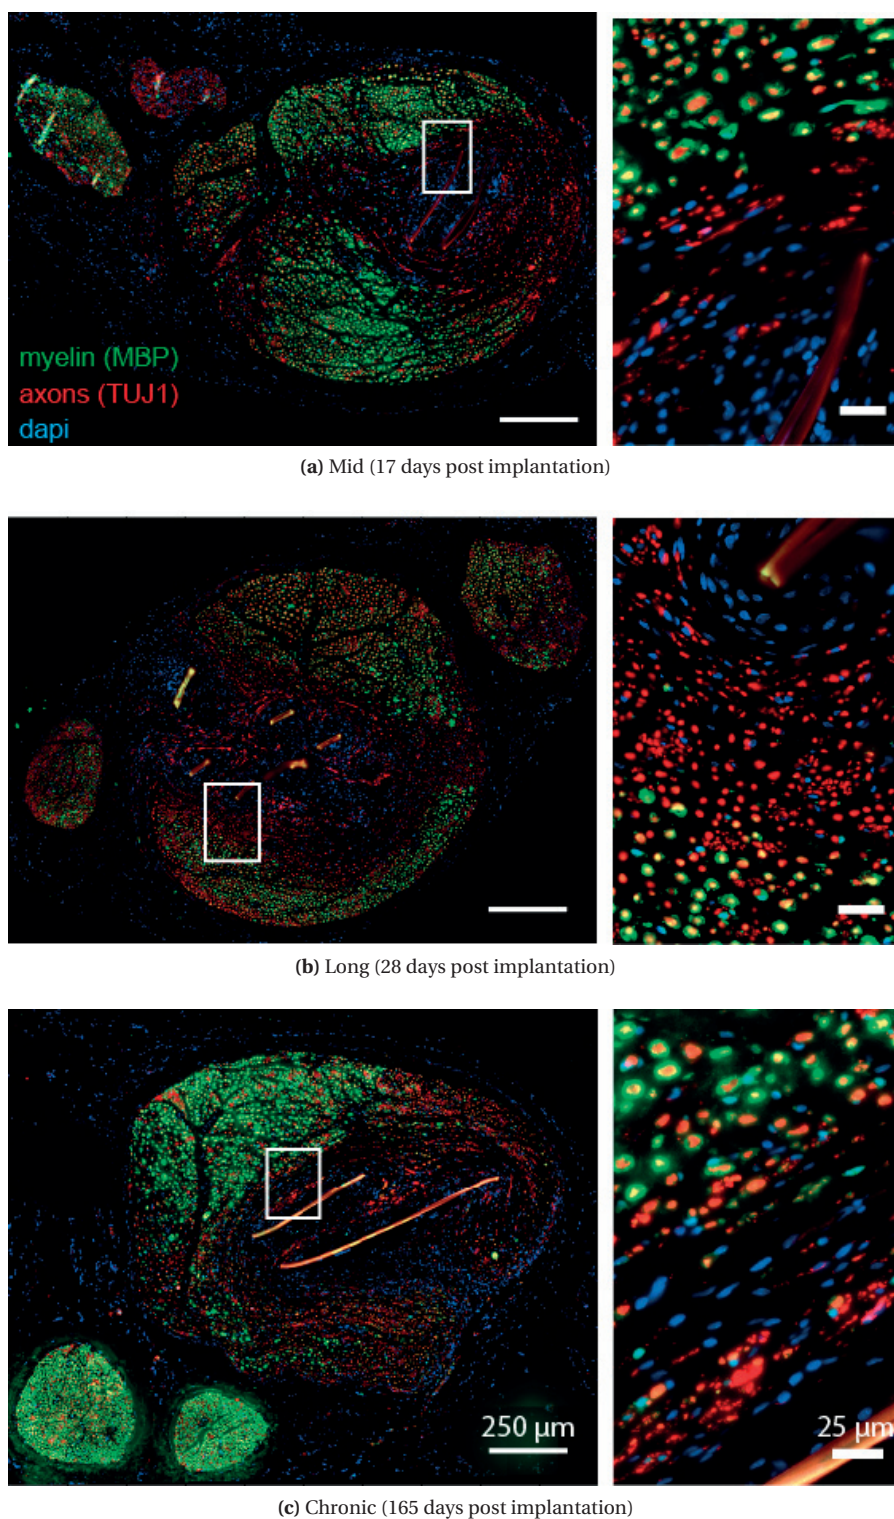 myelin (MBP)
axons (TUJ1)
dapi
(a) Mid (17 days post implantation)
(b) Long (28 days post implantation)
250 µm
25 µm
(c) Chronic (165 days post implantation)